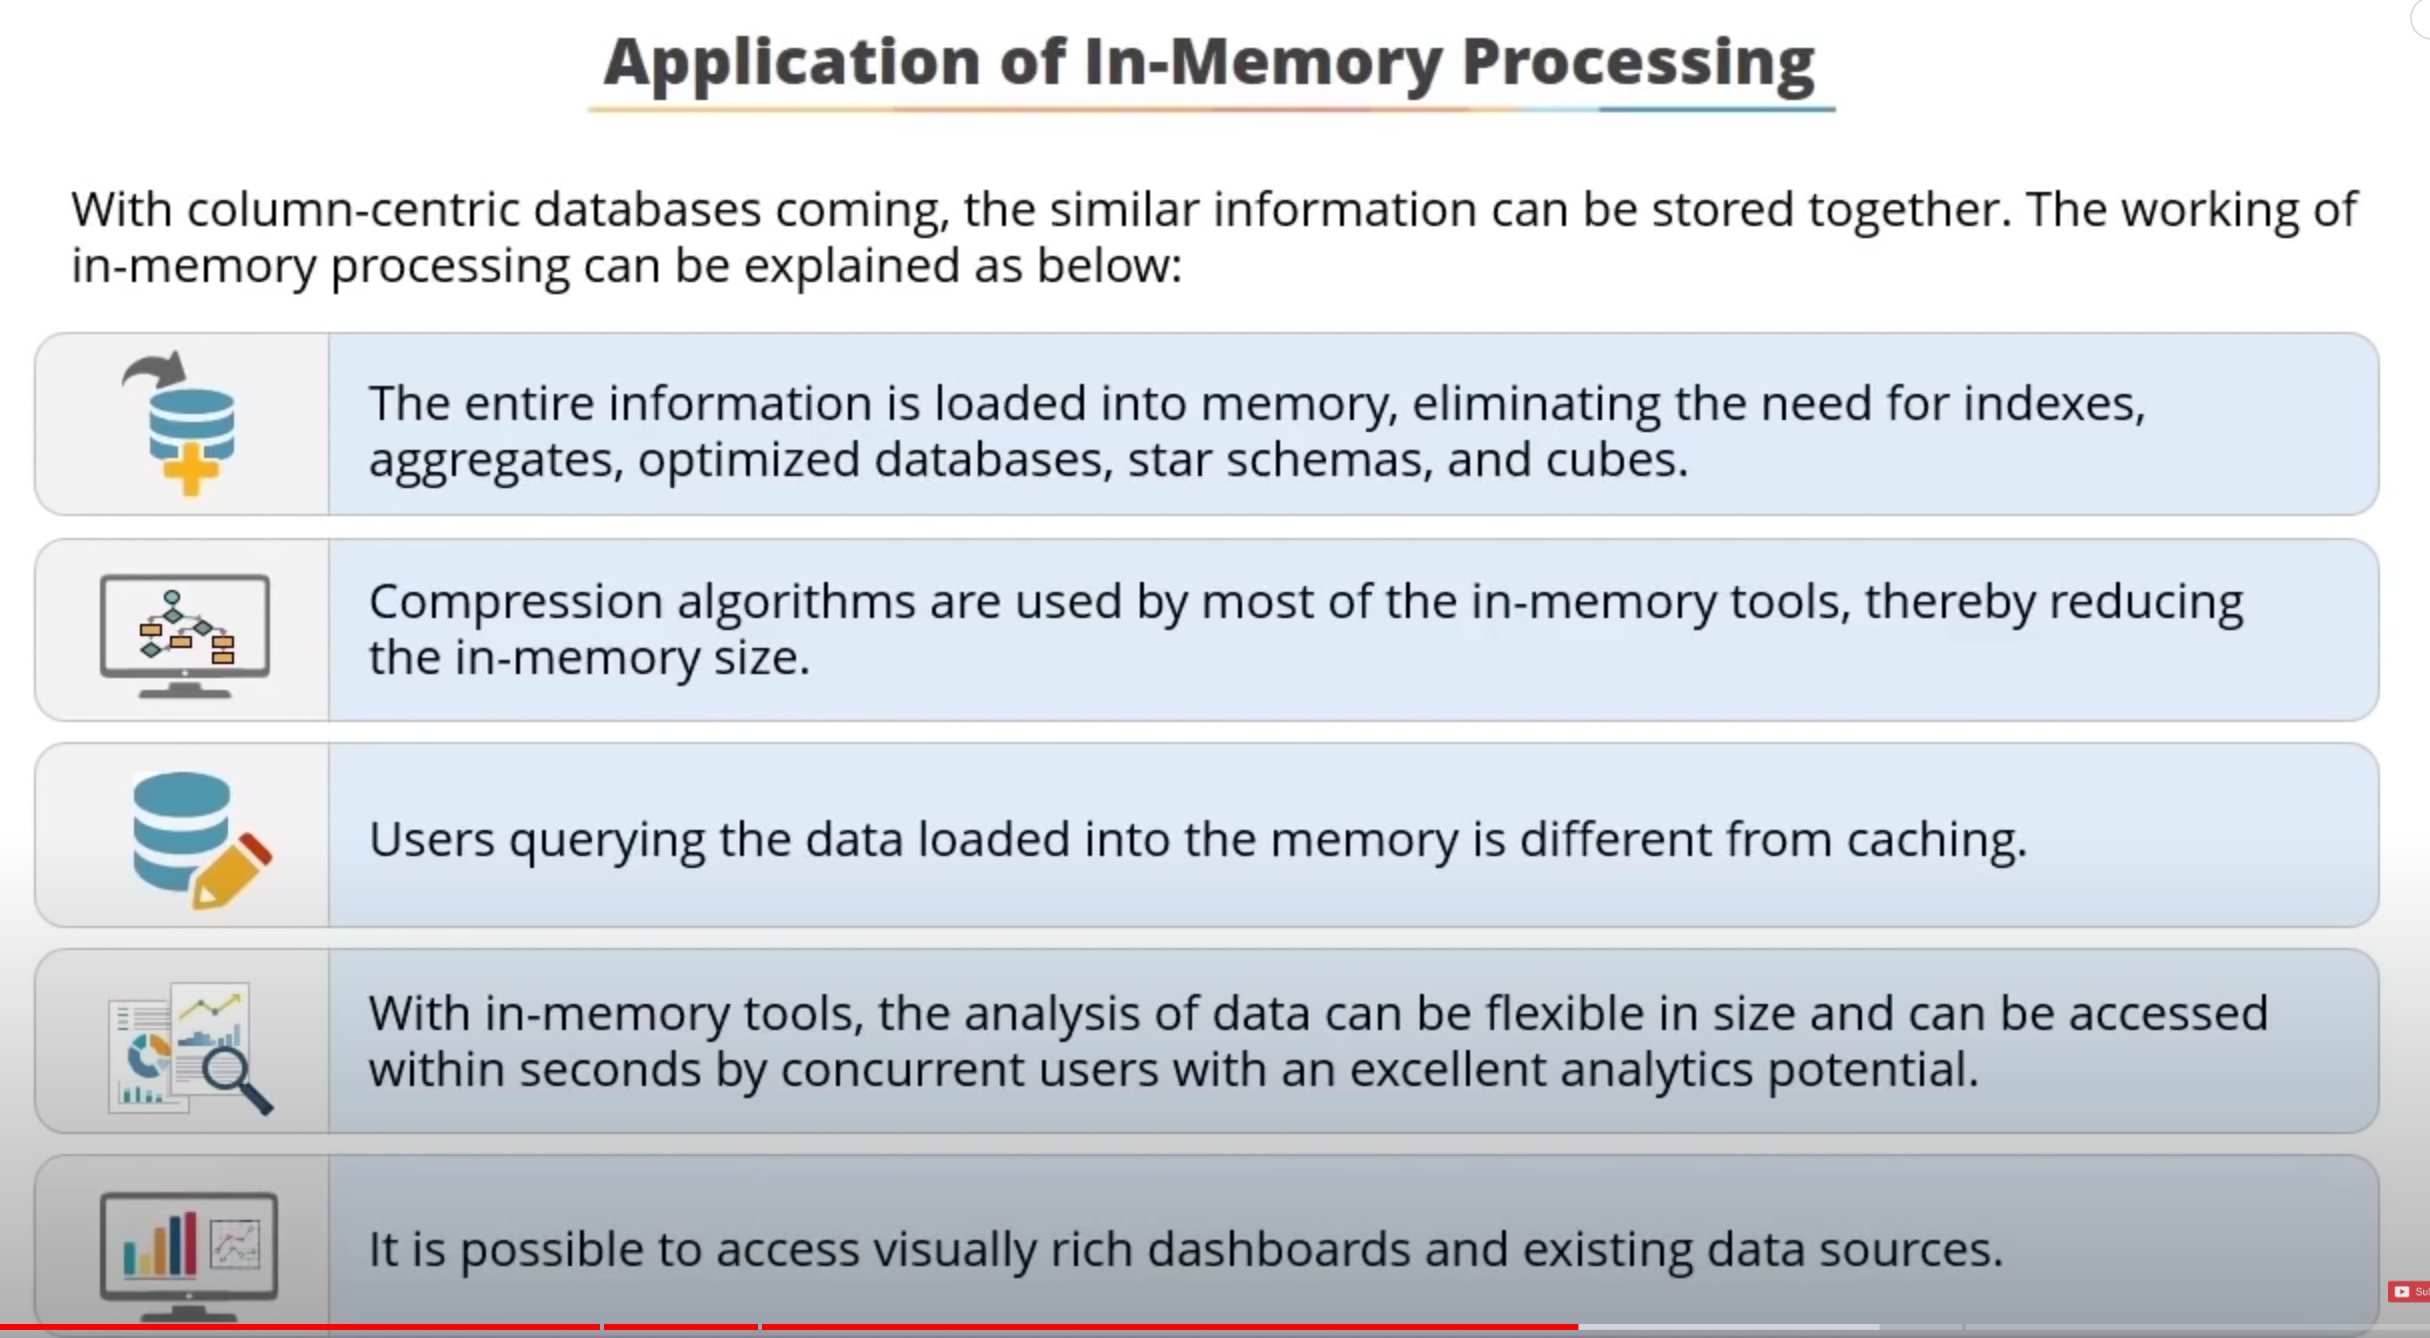 Application of In-Memory Processing
With column-centric databases coming, the similar information can be stored together. The working of
in-memory processing can be explained as below:
The entire information is loaded into memory, eliminating the need for indexes,
aggregates, optimized databases, star schemas, and cubes.
Compression algorithms are used by most of the in-memory tools, thereby reducing
the in-memory size.
Users querying the data loaded into the memory is different from caching.
With in-memory tools, the analysis of data can be flexible in size and can be accessed
within seconds by concurrent users with an excellent analytics potential.
It is possible to access visually rich dashboards and existing data sources.